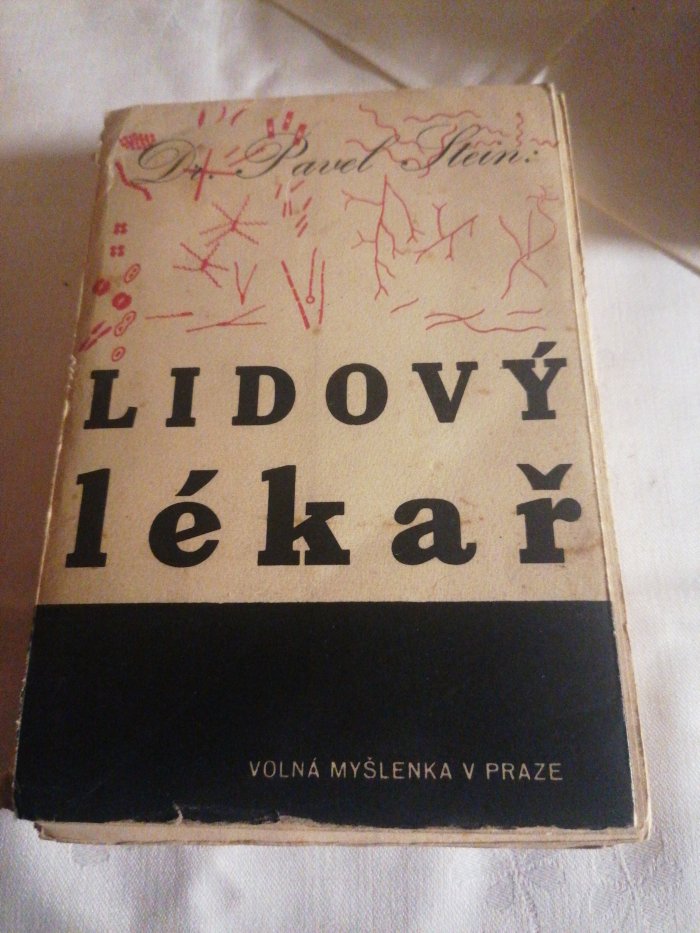 Dr. Pavel Stein:
LIDOVÝ
lékař
VOLNÁ MYŠLENKA V PRAZE